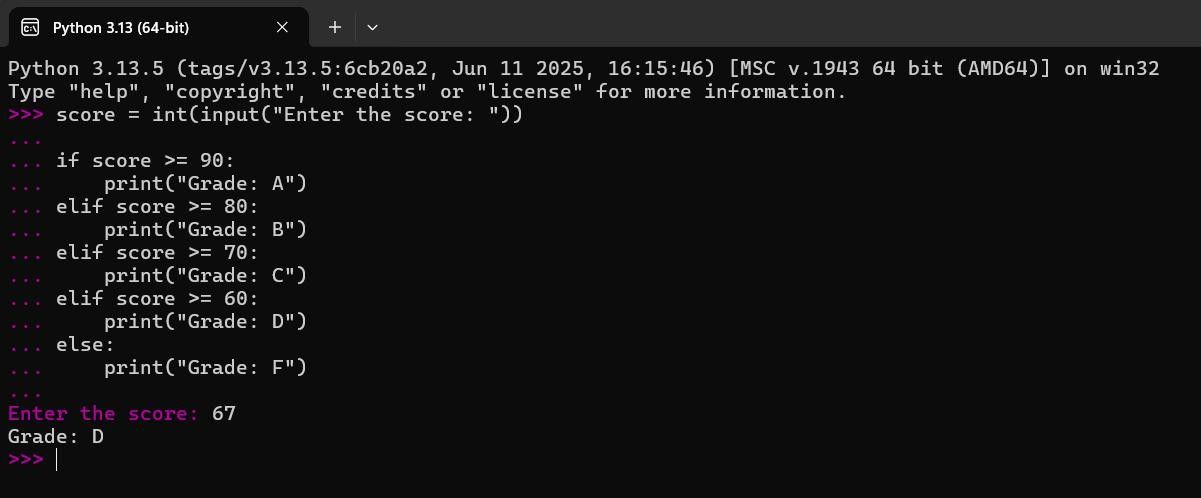 Python 3.13 (64-bit)
Python 3.13.5 (tags/v3.13.5:6cb20a2, Jun 11 2025, 16:15:46) [MSC v.1943 64 bit (AMD64)] on win32
Type "help", "copyright", "credits" or "license" for more information.
>>> score = int(input("Enter the score: "))
...
... if score >= 90:
...     print("Grade: A")
... elif score >= 80:
...     print("Grade: B")
... elif score >= 70:
...     print("Grade: C")
... elif score >= 60:
...     print("Grade: D")
... else:
...     print("Grade: F")
...
Enter the score: 67
Grade: D
>>>